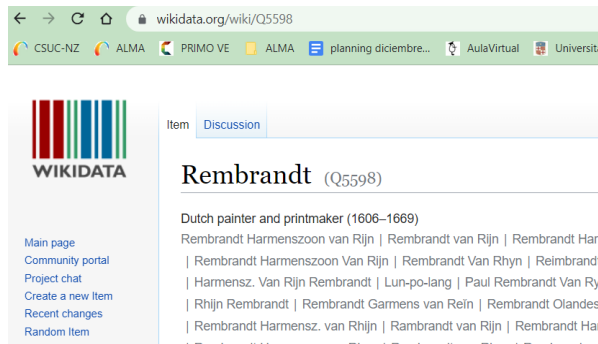 wikidata.org/wiki/Q5598
CSUC-NZ ALMA PRIMO VE ALMA planning diciembre... AulaVirtual Universit
WIKIDATA
Item Discussion
Rembrandt (Q5598)
Dutch painter and printmaker (1606–1669)
Rembrandt Harmenszoon van Rijn | Rembrandt van Rijn | Rembrandt Har
| Rembrandt Harmenszoon Van Rijn | Rembrandt Van Rhyn | Reimbrand
| Harmensz. Van Rijn Rembrandt | Lun-po-lang | Paul Rembrandt Van Ry
| Rhijn Rembrandt | Rembrandt Garmens van Reïn | Rembrandt Olandes
| Rembrandt Harmensz. van Rhijn | Rambrandt van Rijn | Rembrandt Ha
Main page
Community portal
Project chat
Create a new Item
Recent changes
Random Item